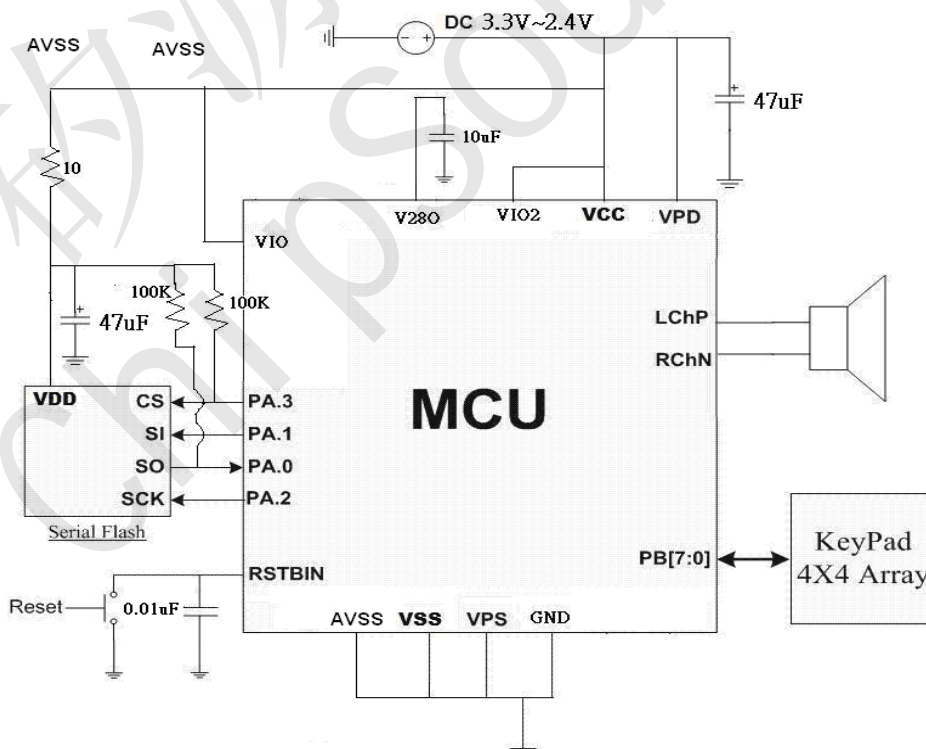 DC 3.3V~2.4V
AVSS
AVSS
47uF
10uF
10
V28O
VIO2
VCC
VPD
VIO
100K
100K
47uF
LChP
RChN
MCU
VDD
CS
PA.3
SI
PA.1
SO
PA.0
SCK
PA.2
Serial Flash
KeyPad
4X4 Array
PB[7:0]
RSTBIN
Reset
0.01uF
AVSS
VSS
VPS
GND
Chipsou